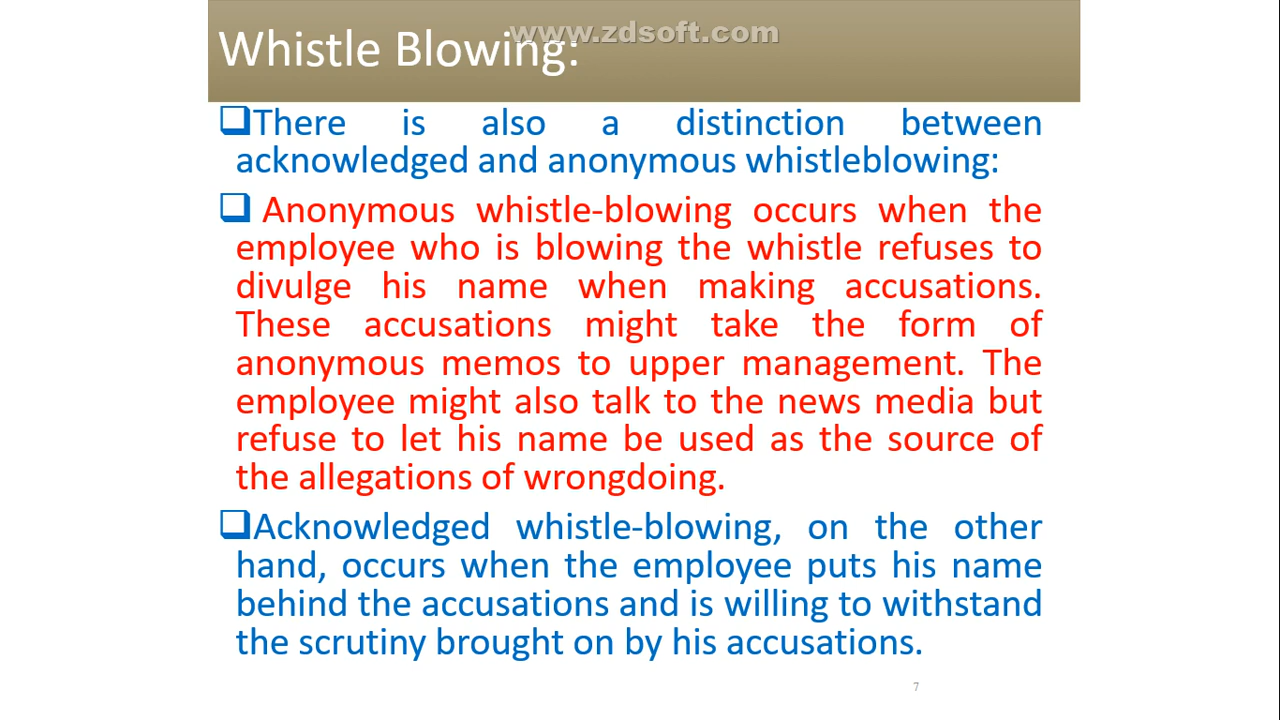 www.zdsoft.com
Whistle Blowing:
❑There is also a distinction between
acknowledged and anonymous whistleblowing:
❑ Anonymous whistle-blowing occurs when the
employee who is blowing the whistle refuses to
divulge his name when making accusations.
These accusations might take the form of
anonymous memos to upper management. The
employee might also talk to the news media but
refuse to let his name be used as the source of
the allegations of wrongdoing.
❑Acknowledged whistle-blowing, on the other
hand, occurs when the employee puts his name
behind the accusations and is willing to withstand
the scrutiny brought on by his accusations.
7